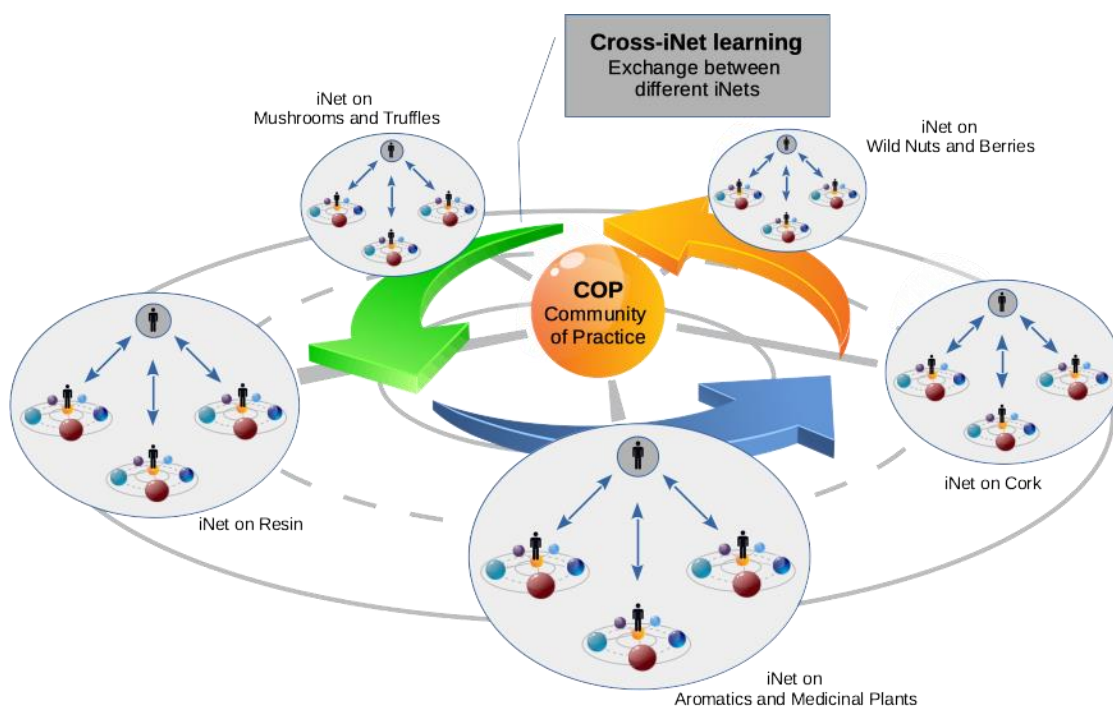 Cross-iNet learning
Exchange between
different iNets
iNet on
Mushrooms and Truffles
iNet on
Wild Nuts and Berries
COP
Community
of Practice
iNet on Cork
iNet on Resin
iNet on
Aromatics and Medicinal Plants